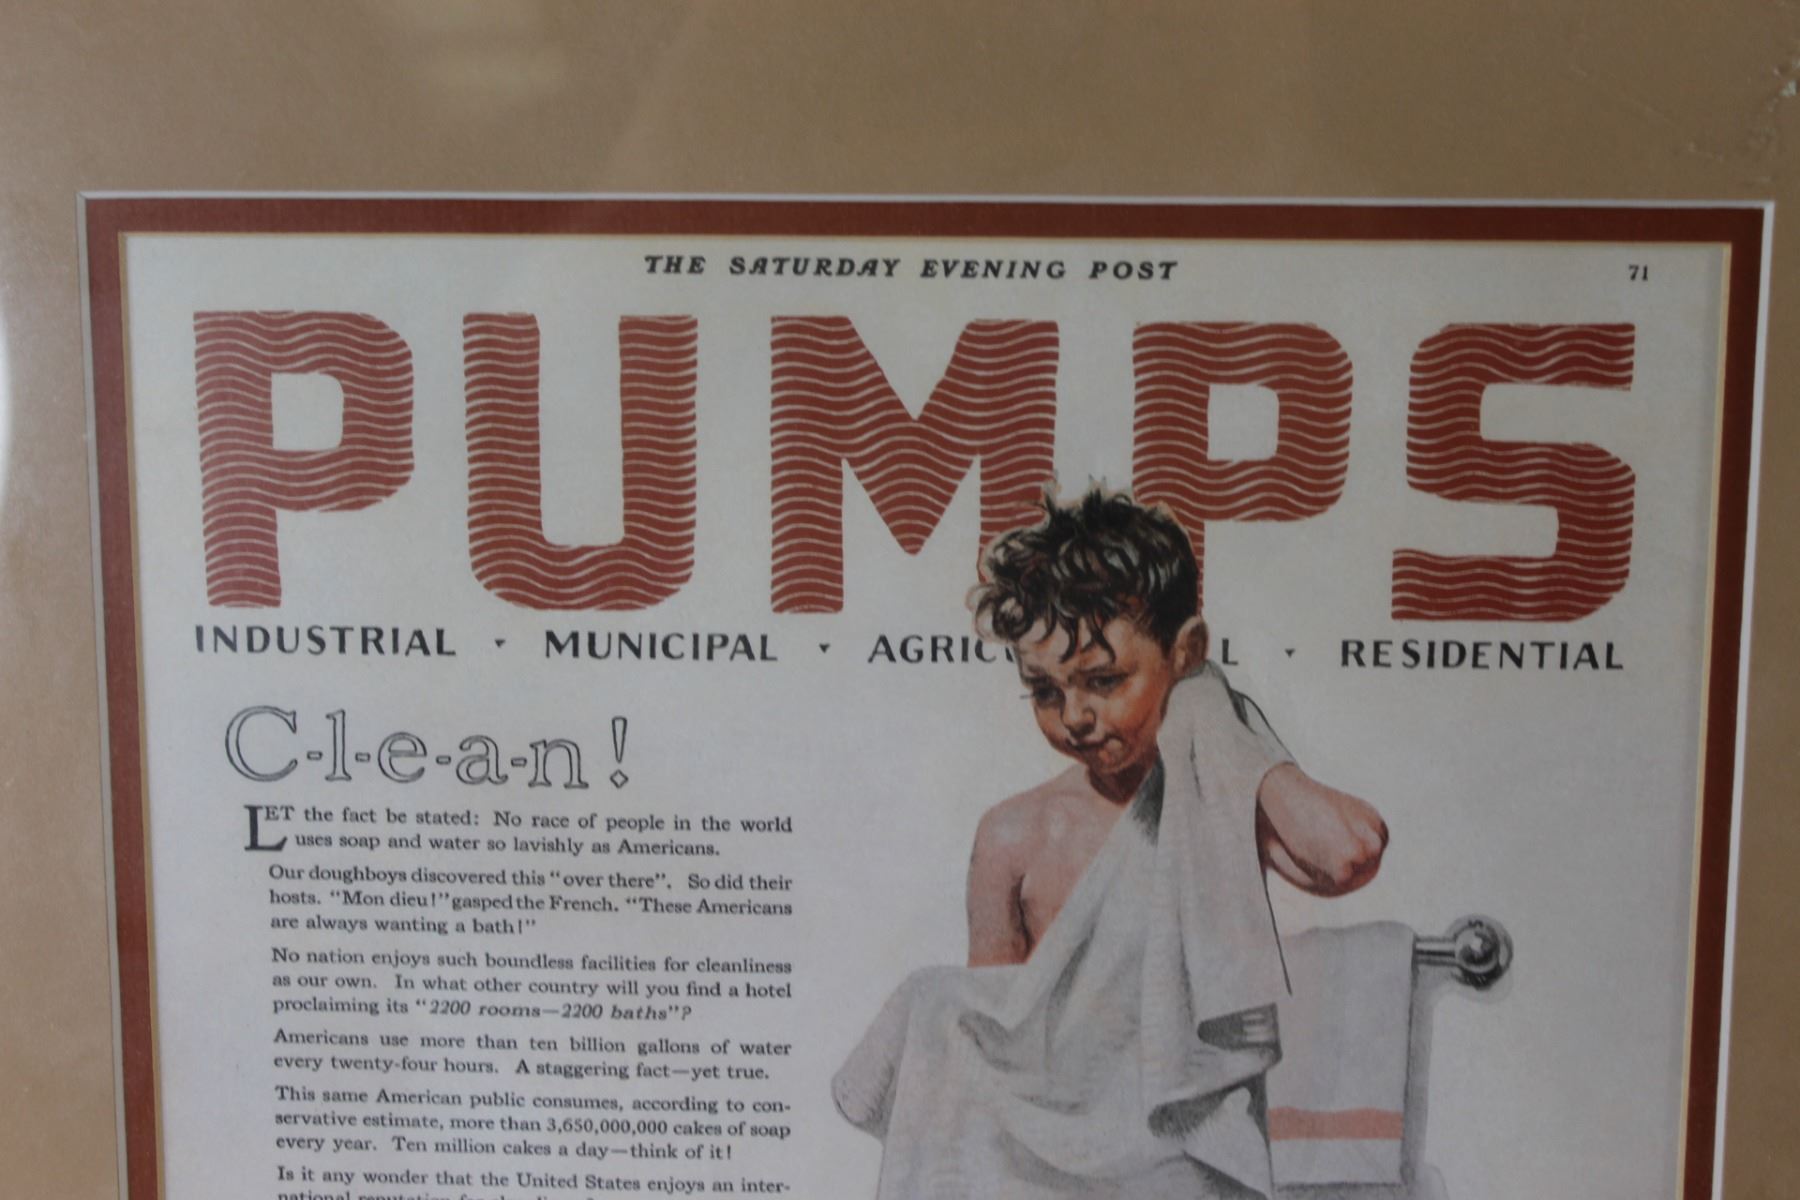 THE SATURDAY EVENING POST 71
PUMPS
INDUSTRIAL ▾ MUNICIPAL ▾ AGRIC L ▾ RESIDENTIAL
C-l-e-a-n!
LET the fact be stated: No race of people in the world
uses soap and water so lavishly as Americans.
Our doughboys discovered this "over there". So did their
hosts. "Mon dieu!" gasped the French. "These Americans
are always wanting a bath!"
No nation enjoys such boundless facilities for cleanliness
as our own. In what other country will you find a hotel
proclaiming its "2200 rooms—2200 baths"?
Americans use more than ten billion gallons of water
every twenty-four hours. A staggering fact—yet true.
This same American public consumes, according to con-
servative estimate, more than 3,650,000,000 cakes of soap
every year. Ten million cakes a day—think of it!
Is it any wonder that the United States enjoys an inter-
national reputation for